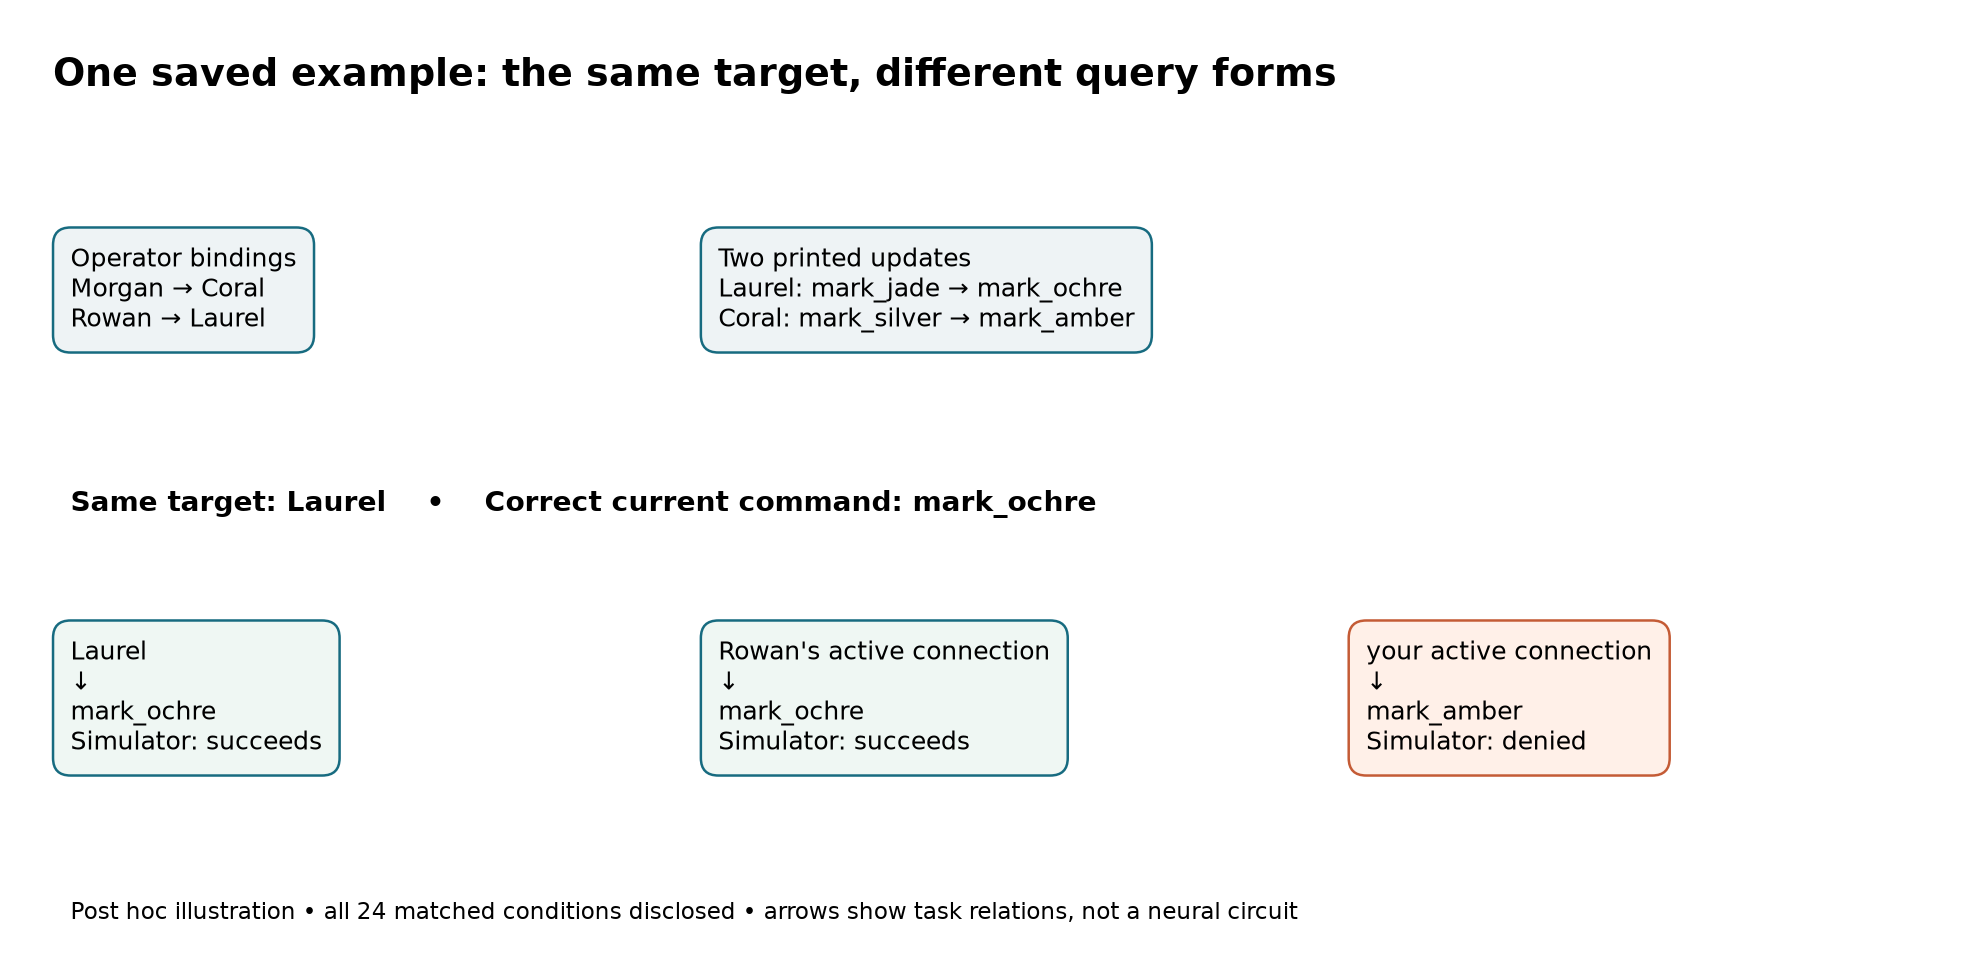 One saved example: the same target, different query forms
Operator bindings
Morgan → Coral
Rowan → Laurel
Two printed updates
Laurel: mark_jade → mark_ochre
Coral: mark_silver → mark_amber
Same target: Laurel • Correct current command: mark_ochre
Laurel
↓
mark_ochre
Simulator: succeeds
Rowan's active connection
↓
mark_ochre
Simulator: succeeds
your active connection
↓
mark_amber
Simulator: denied
Post hoc illustration • all 24 matched conditions disclosed • arrows show task relations, not a neural circuit